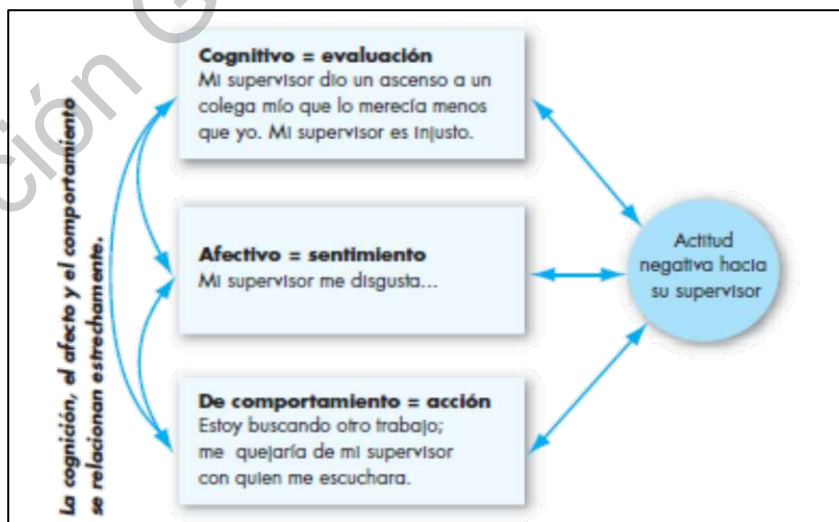 La cognición, el afecto y el comportamiento
se relacionan estrechamente.
Cognitivo = evaluación
Mi supervisor dio un ascenso a un
colega mío que lo merecía menos
que yo. Mi supervisor es injusto.
Afectivo = sentimiento
Mi supervisor me disgusta...
De comportamiento = acción
Estoy buscando otro trabajo;
me quejaría de mi supervisor
con quien me escuchara.
Actitud
negativa hacia
su supervisor